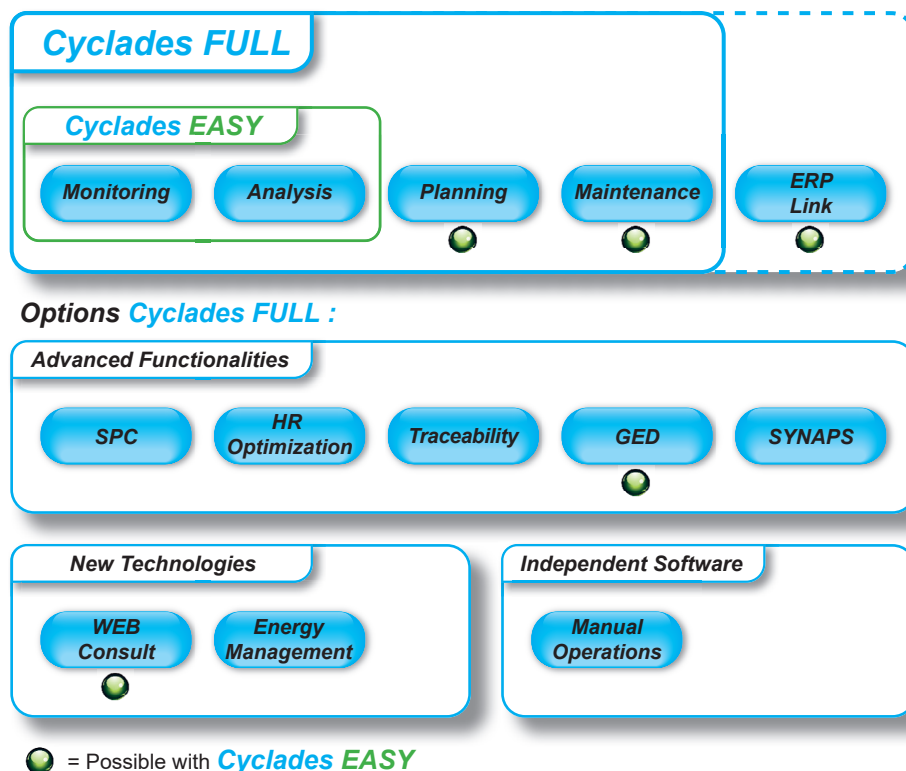 Cyclades FULL
Cyclades EASY
Monitoring
Analysis
Planning
Maintenance
ERP
Link
Options Cyclades FULL :
Advanced Functionalities
SPC
HR
Optimization
Traceability
GED
SYNAPS
New Technologies
WEB
Consult
Energy
Management
Independent Software
Manual
Operations
= Possible with Cyclades EASY